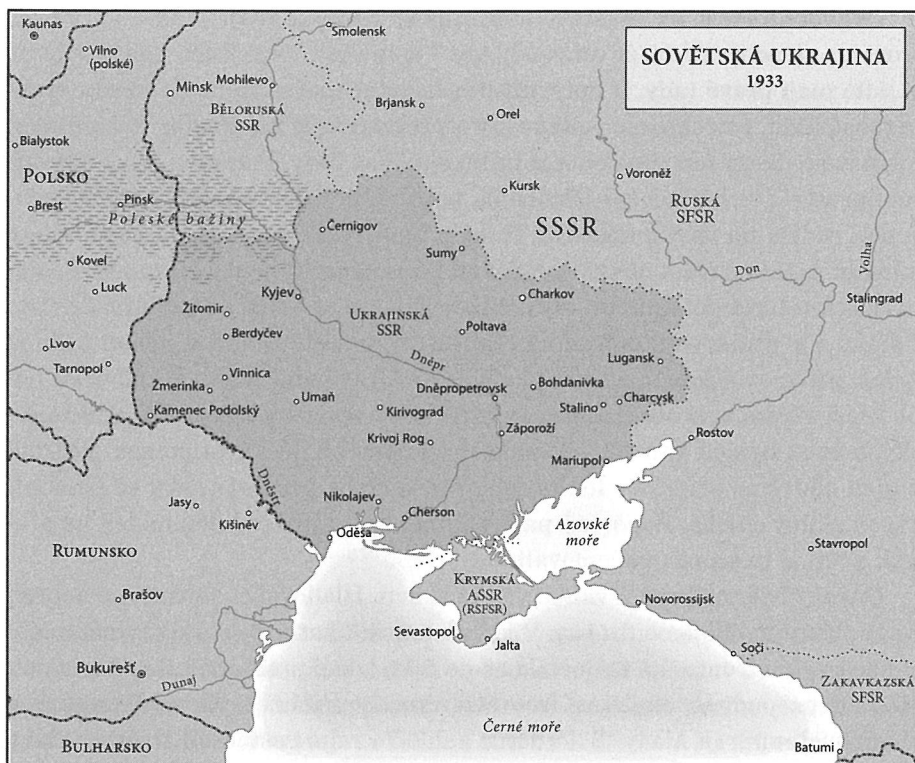 SOVĚTSKÁ UKRAJINA
1933
Kaunas
Vilno
(polské)
Smolensk
Minsk
Mohilevo
BĚLORUSKÁ
SSR
Brjansk
Orel
Bialystok
POLSKO
Voroněž
Kursk
RUSKÁ
SFSR
Brest
Pinsk
Poleské bažiny
Černigov
SSSR
Sumy
Don
Volha
Kovel
Luck
Kyjev
Charkov
Stalingrad
Žitomir
UKRAJINSKÁ
SSR
Poltava
Berdyčev
Lvov
Tarnopol
Dněpr
Lugansk
Vinnica
Žmerinka
Dněpropetrovsk
Bohdanivka
Umaň
Kirivograd
Stalino
Charcysk
Kamenec Podolský
Krivoj Rog
Záporoží
Rostov
Mariupol
Dněstr
Jasy
Nikolajev
Kišiněv
Cherson
Oděsa
Azovské
moře
RUMUNSKO
Stavropol
KRYMSKÁ
ASSR
(RSFSR)
Brašov
Novorossijsk
Sevastopol
Jalta
Soči
Bukurešť
Dunaj
ZAKAVKAZSKÁ
SFSR
Černé moře
BULHARSKO
Batumi